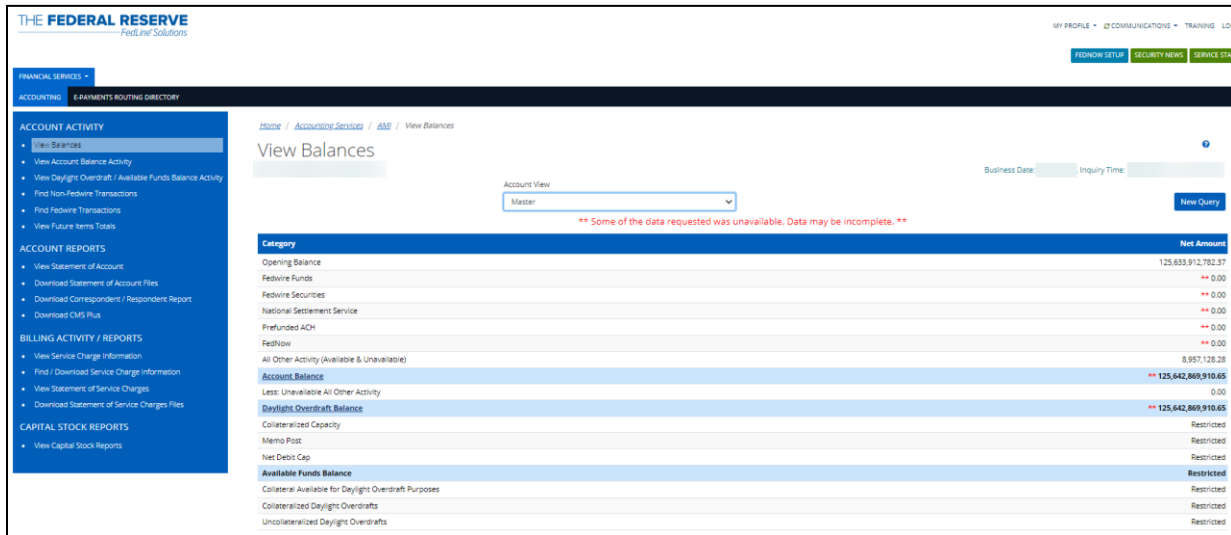 THE FEDERAL RESERVE
FedLine Solutions
MY PROFILE COMMUNICATIONS TRAINING LO
FEDNOW SETUP SECURITY NEWS SERVICE STA
FINANCIAL SERVICES
ACCOUNTING E-PAYMENTS ROUTING DIRECTORY
ACCOUNT ACTIVITY
• View Balances
• View Account Balance Activity
• View Daylight Overdraft / Available Funds Balance Activity
• Find Non-Fedwire Transactions
• Find Fedwire Transactions
• View Future Items Totals
ACCOUNT REPORTS
• View Statement of Account
• Download Statement of Account Files
• Download Correspondent / Respondent Report
• Download CMS Plus
BILLING ACTIVITY / REPORTS
• View Service Charge Information
• Find / Download Service Charge Information
• View Statement of Service Charges
• Download Statement of Service Charges Files
CAPITAL STOCK REPORTS
• View Capital Stock Reports
Home / Accounting Services / AMI / View Balances
View Balances
?
Business Date: , Inquiry Time:
Account View
Master
New Query
** Some of the data requested was unavailable. Data may be incomplete. **
Category Net Amount
Opening Balance 125,633,912,782.37
Fedwire Funds ** 0.00
Fedwire Securities ** 0.00
National Settlement Service ** 0.00
Prefunded ACH ** 0.00
FedNow ** 0.00
All Other Activity (Available & Unavailable) 8,957,128.28
Account Balance ** 125,642,869,910.65
Less: Unavailable All Other Activity 0.00
Daylight Overdraft Balance ** 125,642,869,910.65
Collateralized Capacity Restricted
Memo Post Restricted
Net Debit Cap Restricted
Available Funds Balance Restricted
Collateral Available for Daylight Overdraft Purposes Restricted
Collateralized Daylight Overdrafts Restricted
Uncollateralized Daylight Overdrafts Restricted